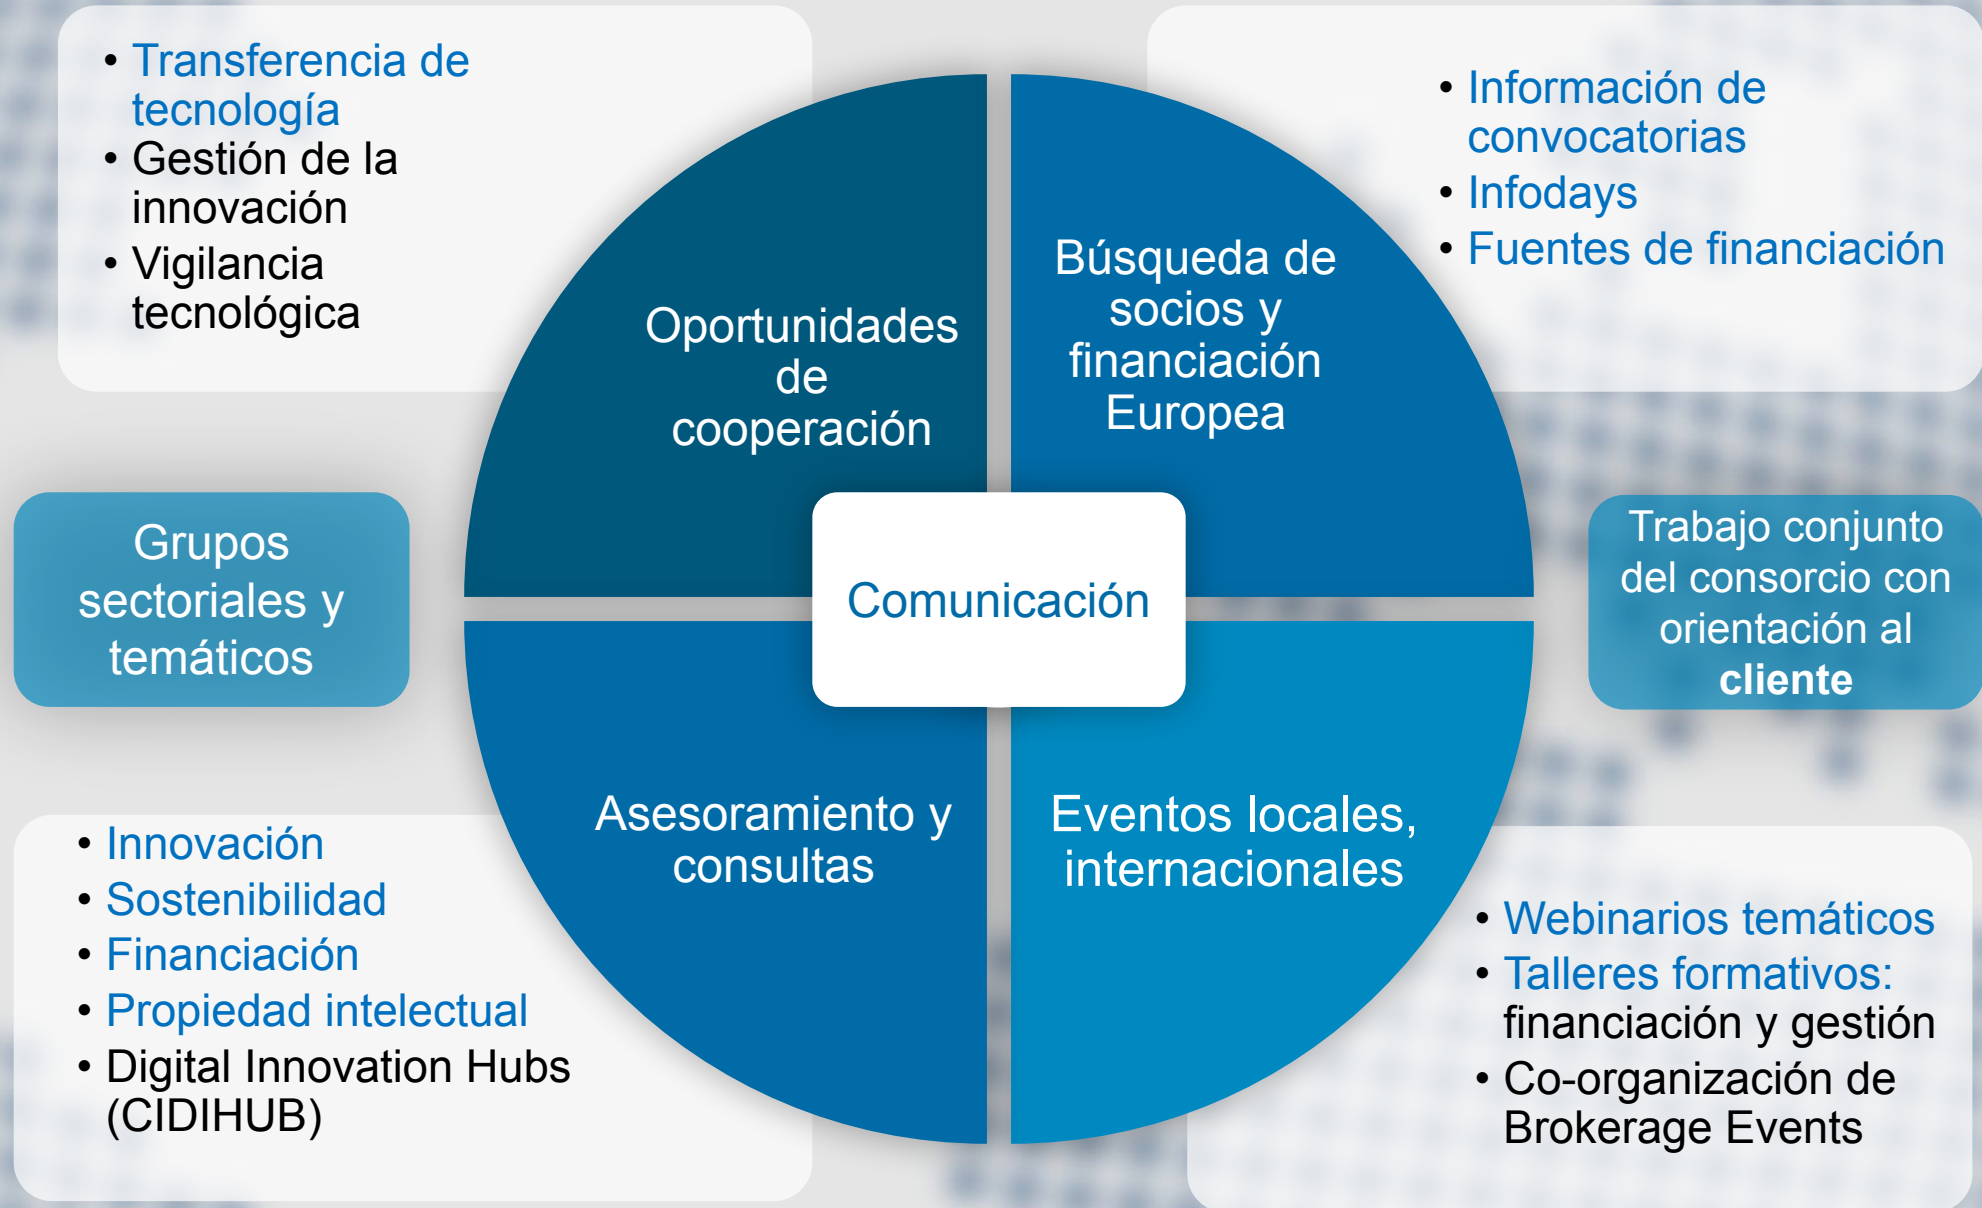 • Transferencia de
tecnología
• Gestión de la
innovación
• Vigilancia
tecnológica
• Información de
convocatorias
• Infodays
• Fuentes de financiación
Oportunidades
de
cooperación
Búsqueda de
socios y
financiación
Europea
Grupos
sectoriales y
temáticos
Comunicación
Trabajo conjunto
del consorcio con
orientación al
cliente
Asesoramiento y
consultas
Eventos locales,
internacionales
• Innovación
• Sostenibilidad
• Financiación
• Propiedad intelectual
• Digital Innovation Hubs
(CIDIHUB)
• Webinarios temáticos
• Talleres formativos:
financiación y gestión
• Co-organización de
Brokerage Events